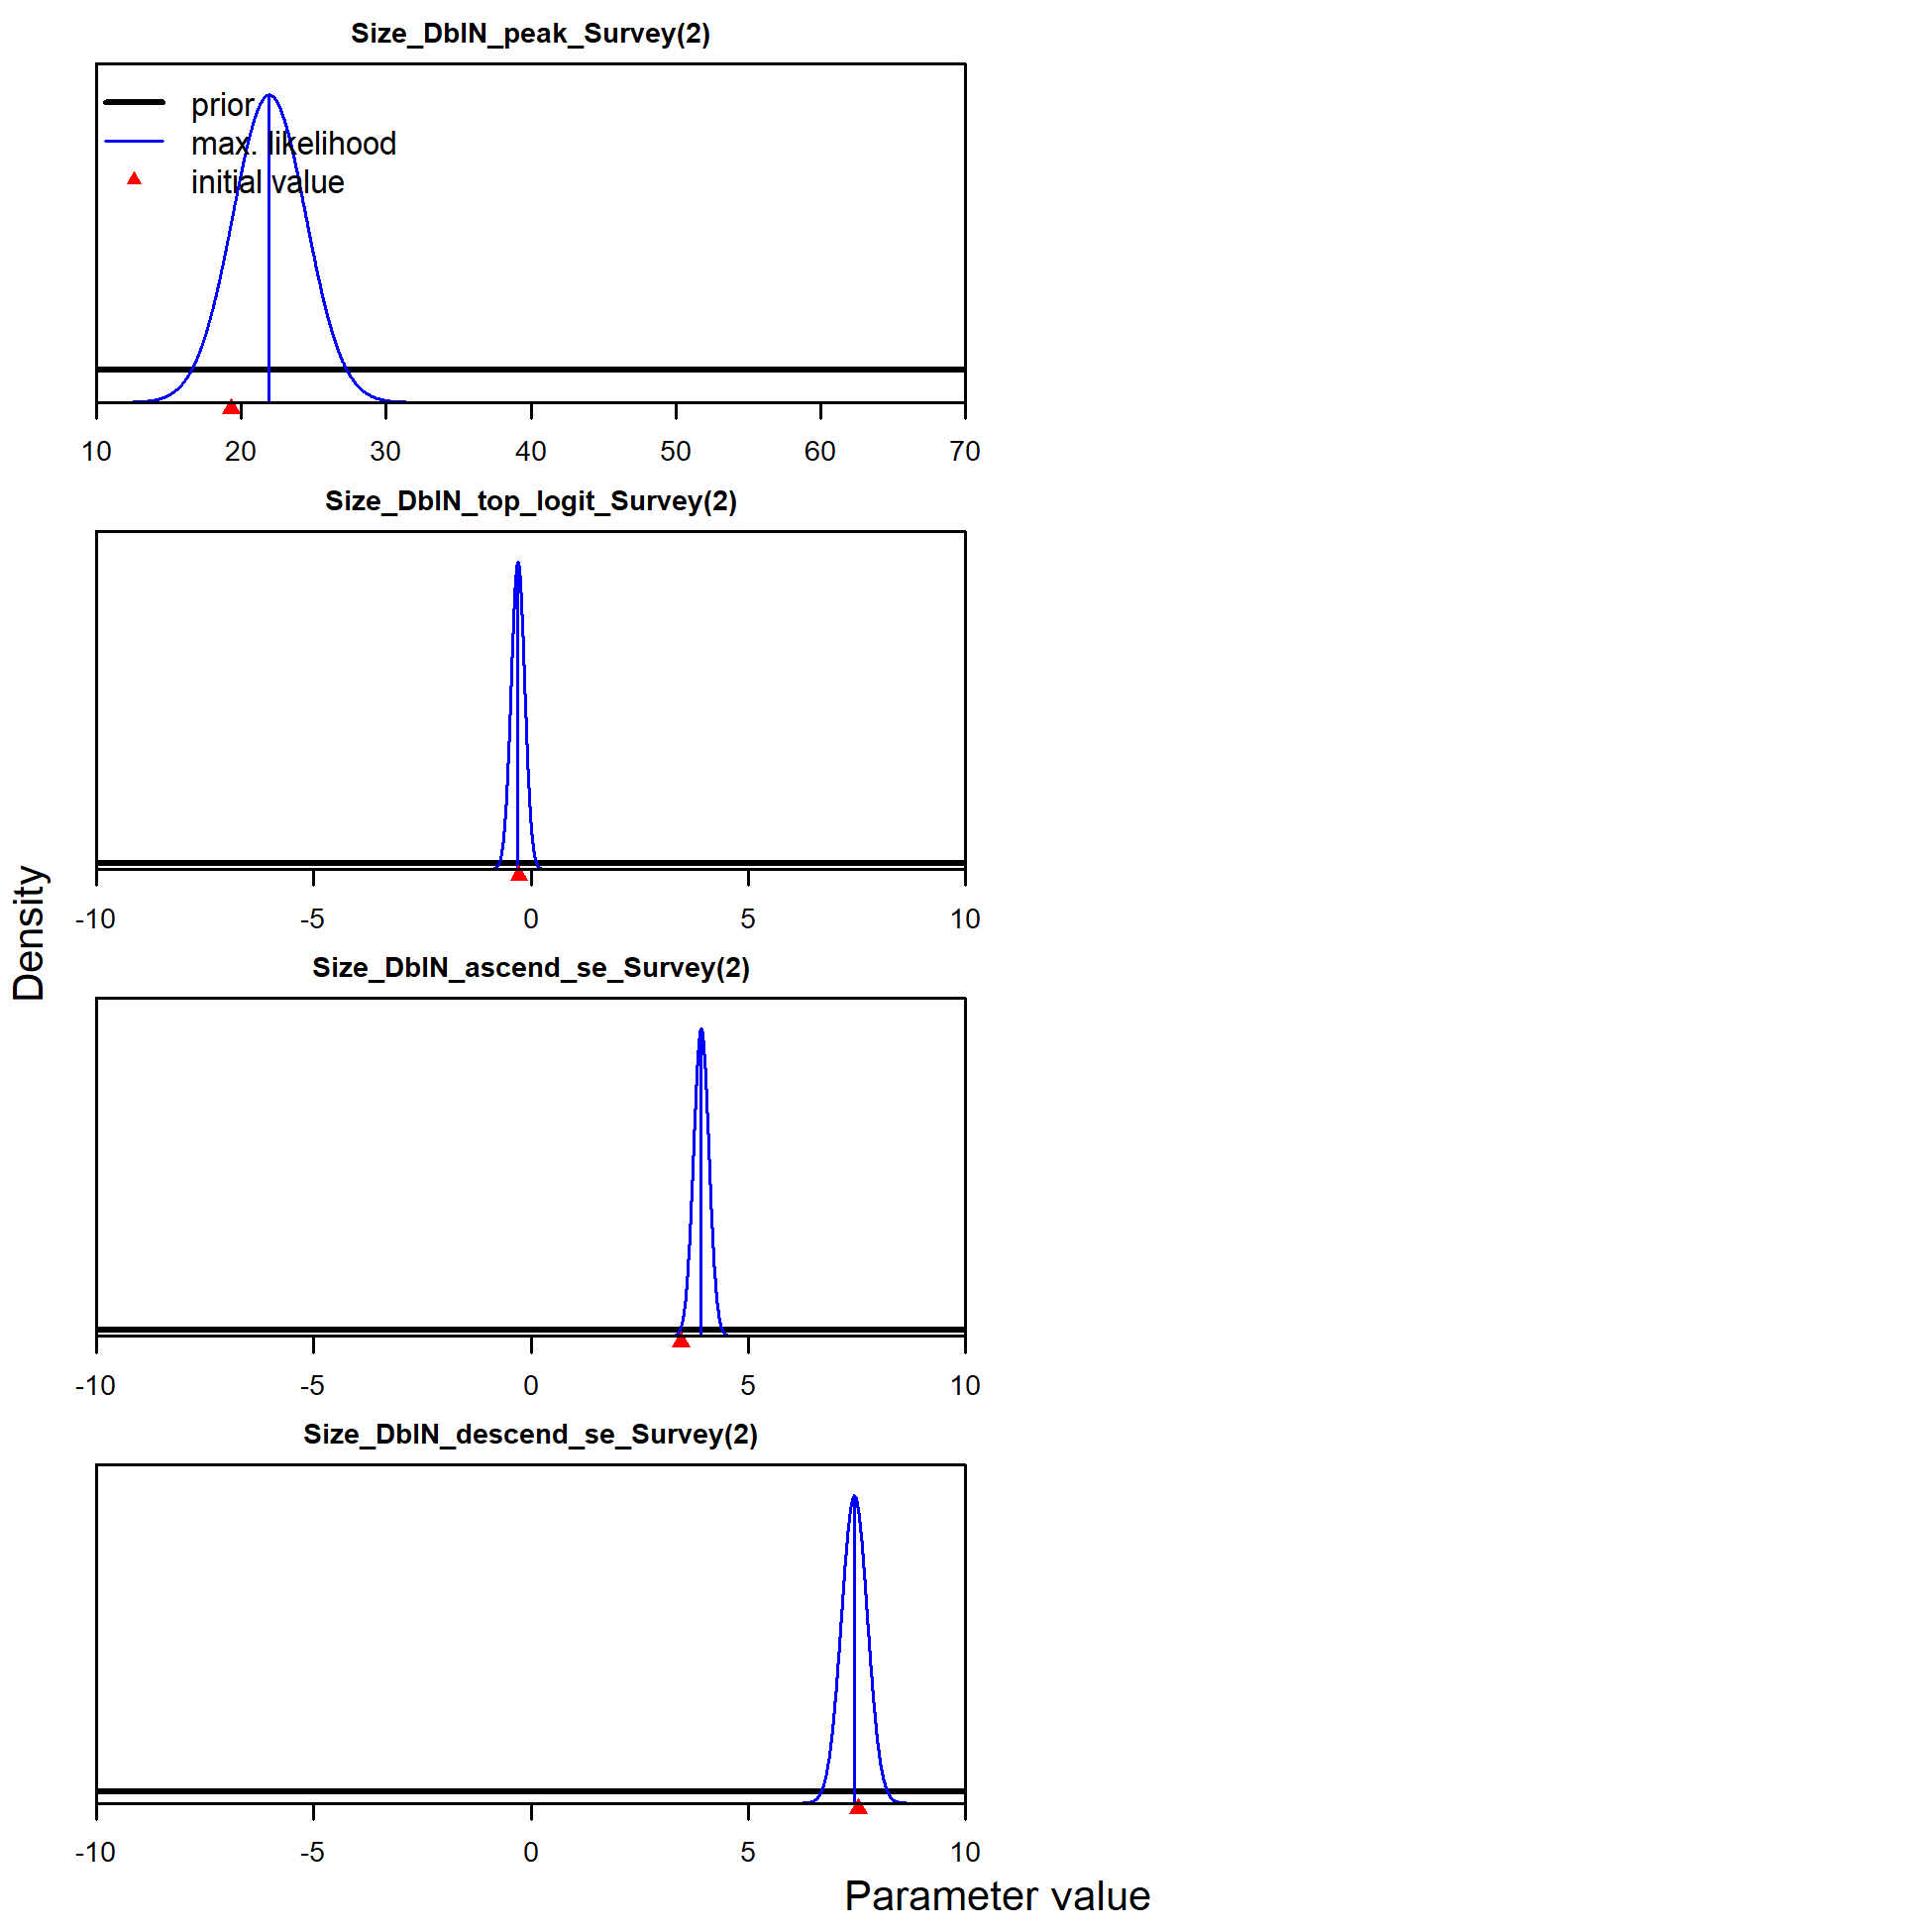 Size_DblN_peak_Survey(2)
prior
max. likelihood
initial value
10 20 30 40 50 60 70
Size_DblN_top_logit_Survey(2)
-10 -5 0 5 10
Size_DblN_ascend_se_Survey(2)
-10 -5 0 5 10
Size_DblN_descend_se_Survey(2)
-10 -5 0 5 10
Density
Parameter value